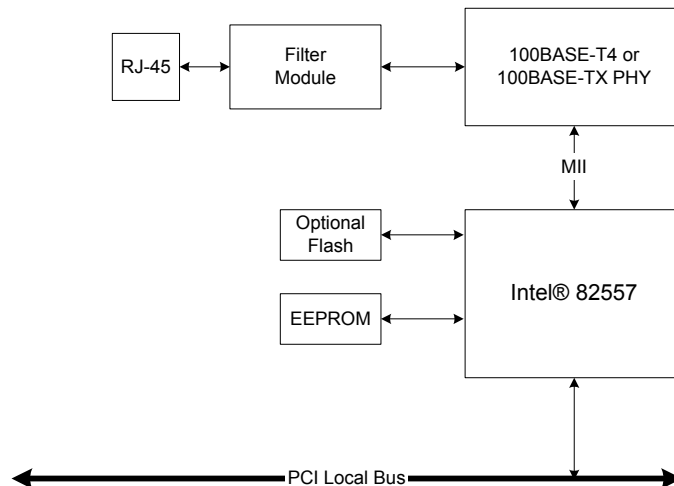 RJ-45
Filter
Module
100BASE-T4 or
100BASE-TX PHY
MII
Optional
Flash
EEPROM
Intel® 82557
PCI Local Bus